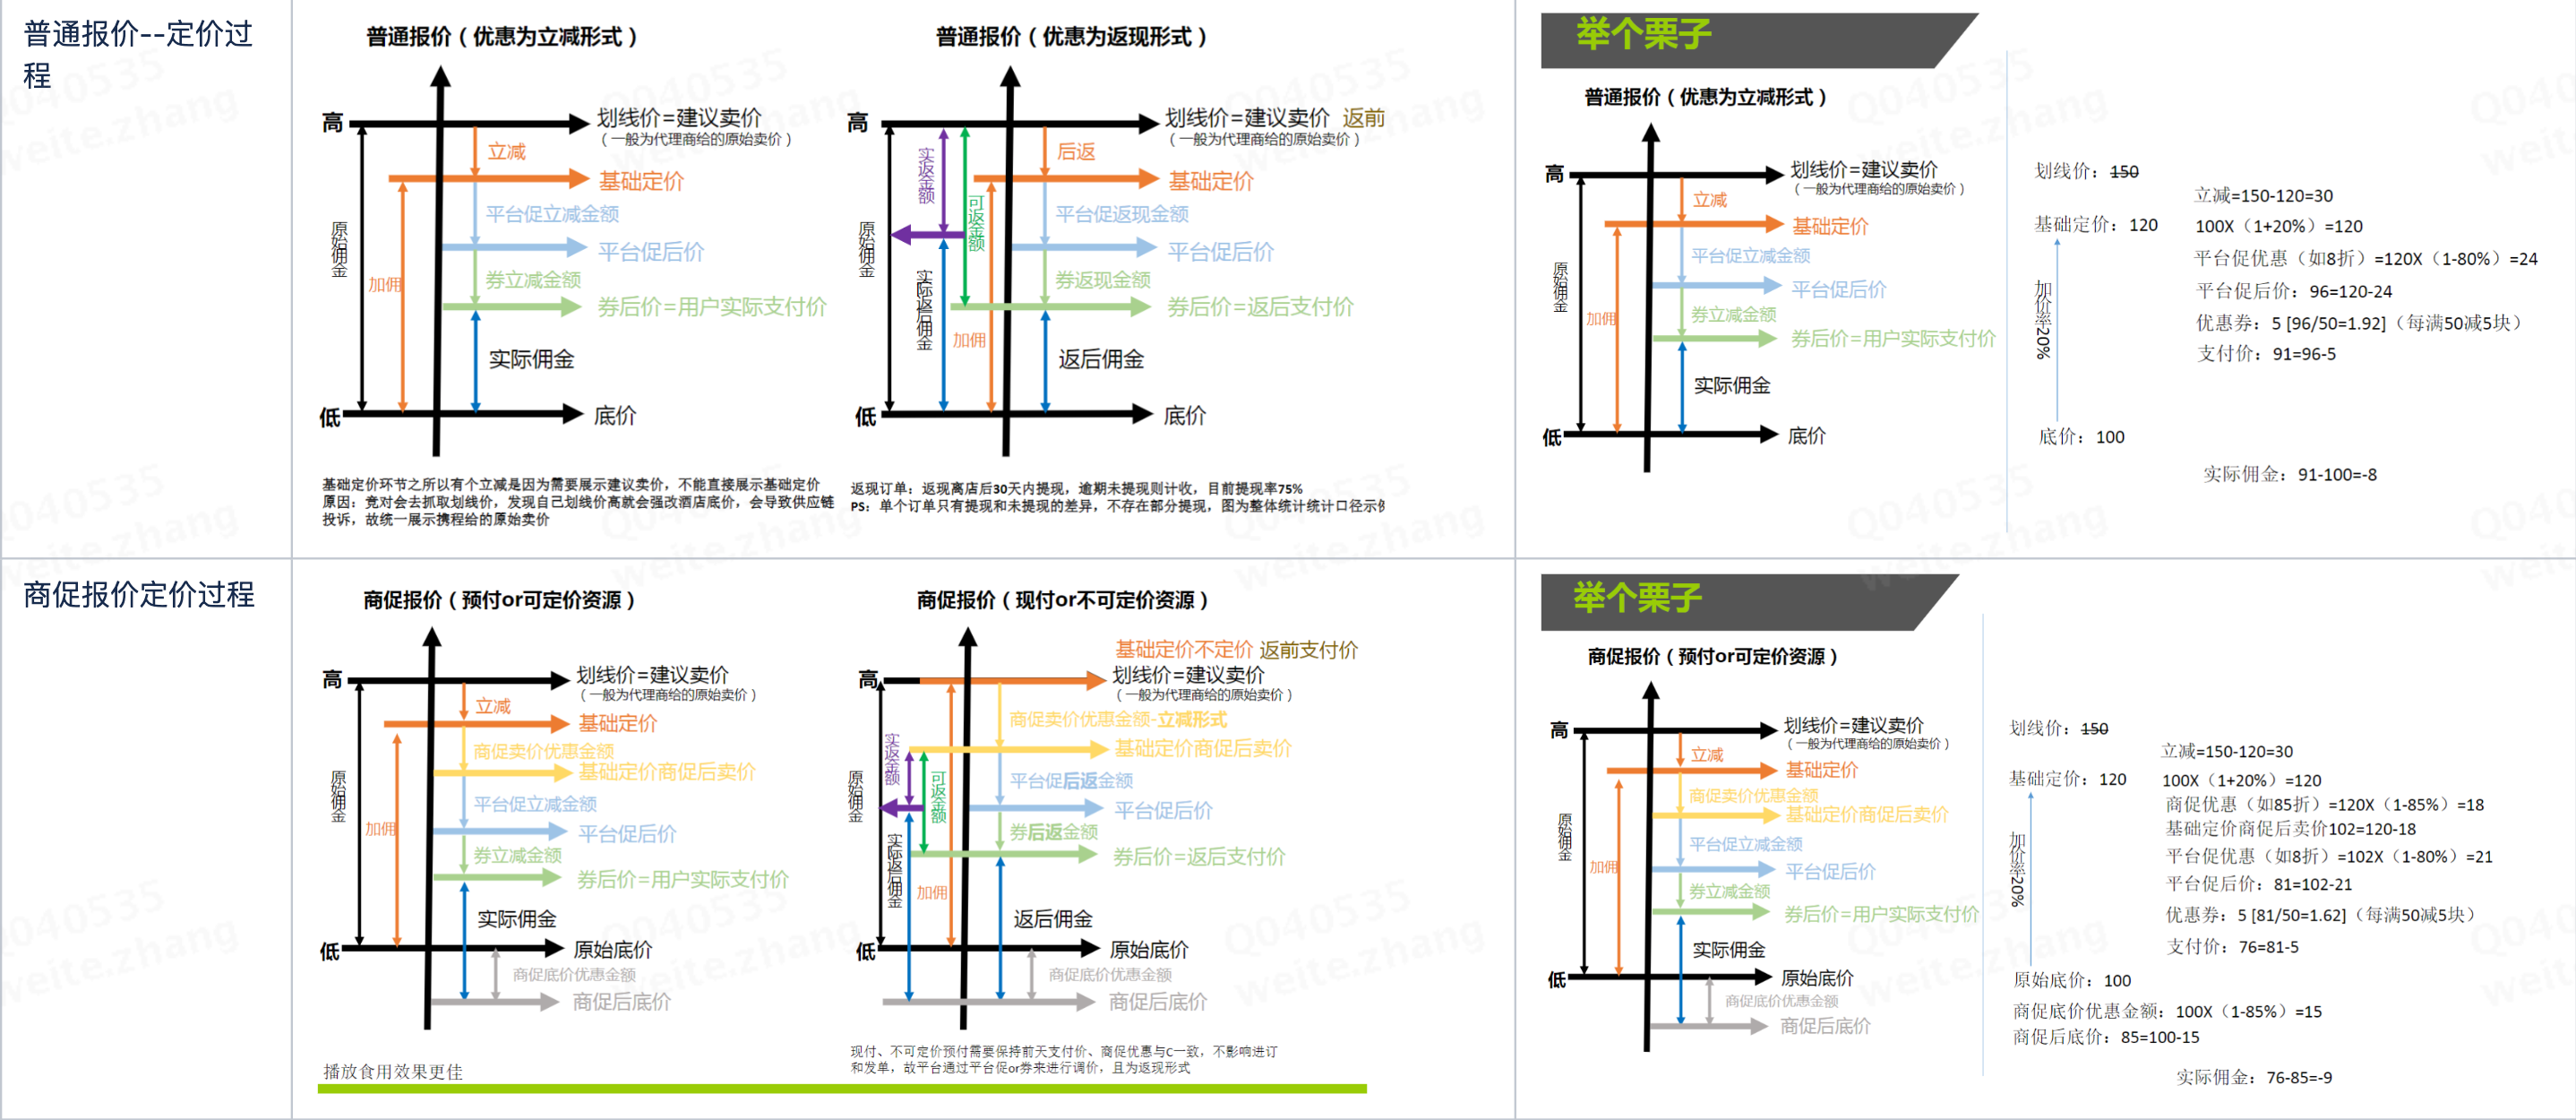 普通报价--定价过
程
普通报价（优惠为立减形式）
高
划线价=建议卖价
（一般为代理商给的原始卖价）
立减
基础定价
平台促立减金额
平台促后价
券立减金额
券后价=用户实际支付价
原始佣金
加佣
实际佣金
低
底价
基础定价环节之所以有个立减是因为需要展示建议卖价，不能直接展示基础定价
原因：竞对会去抓取划线价，发现自己划线价高就会强改酒店底价，会导致供应链
投诉，故统一展示携程给的原始卖价
普通报价（优惠为返现形式）
高
划线价=建议卖价 返前
（一般为代理商给的原始卖价）
后返
基础定价
平台促返现金额
平台促后价
券返现金额
券后价=返后支付价
实返金额
可返金额
原始佣金
实际返后佣金
加佣
返后佣金
低
底价
返现订单：返现离店后30天内提现，逾期未提现则计收，目前提现率75%
PS：单个订单只有提现和未提现的差异，不存在部分提现，图为整体统计统计口径示例
举个栗子
普通报价（优惠为立减形式）
高
划线价=建议卖价
（一般为代理商给的原始卖价）
立减
基础定价
平台促立减金额
平台促后价
券立减金额
券后价=用户实际支付价
原始佣金
加佣
实际佣金
低
底价
划线价：150
立减=150-120=30
基础定价：120
100X（1+20%）=120
平台促优惠（如8折）=120X（1-80%）=24
平台促后价：96=120-24
优惠券：5 [96/50=1.92]（每满50减5块）
支付价：91=96-5
加价率20%
底价：100
实际佣金：91-100=-8
商促报价定价过程
商促报价（预付or可定价资源）
高
划线价=建议卖价
（一般为代理商给的原始卖价）
立减
基础定价
商促卖价优惠金额
基础定价商促后卖价
平台促立减金额
平台促后价
券立减金额
券后价=用户实际支付价
原始佣金
加佣
实际佣金
低
原始底价
商促底价优惠金额
商促后底价
播放食用效果更佳
商促报价（现付or不可定价资源）
基础定价不定价 返前支付价
高
划线价=建议卖价
（一般为代理商给的原始卖价）
商促卖价优惠金额-立减形式
基础定价商促后卖价
平台促后返金额
平台促后价
券后返金额
券后价=返后支付价
实返金额
可返金额
原始佣金
实际返后佣金
加佣
返后佣金
低
原始底价
商促底价优惠金额
商促后底价
现付、不可定价预付需要保持前天支付价、商促优惠与C一致，不影响进订
和发单，故平台通过平台促or券来进行调价，且为返现形式
举个栗子
商促报价（预付or可定价资源）
高
划线价=建议卖价
（一般为代理商给的原始卖价）
立减
基础定价
商促卖价优惠金额
基础定价商促后卖价
平台促立减金额
平台促后价
券立减金额
券后价=用户实际支付价
原始佣金
加佣
实际佣金
低
原始底价
商促底价优惠金额
商促后底价
划线价：150
立减=150-120=30
基础定价：120
100X（1+20%）=120
商促优惠（如85折）=120X（1-85%）=18
基础定价商促后卖价102=120-18
平台促优惠（如8折）=102X（1-80%）=21
平台促后价：81=102-21
优惠券：5 [81/50=1.62]（每满50减5块）
支付价：76=81-5
加价率20%
原始底价：100
商促底价优惠金额：100X（1-85%）=15
商促后底价：85=100-15
实际佣金：76-85=-9
Q040535
weite.zhang